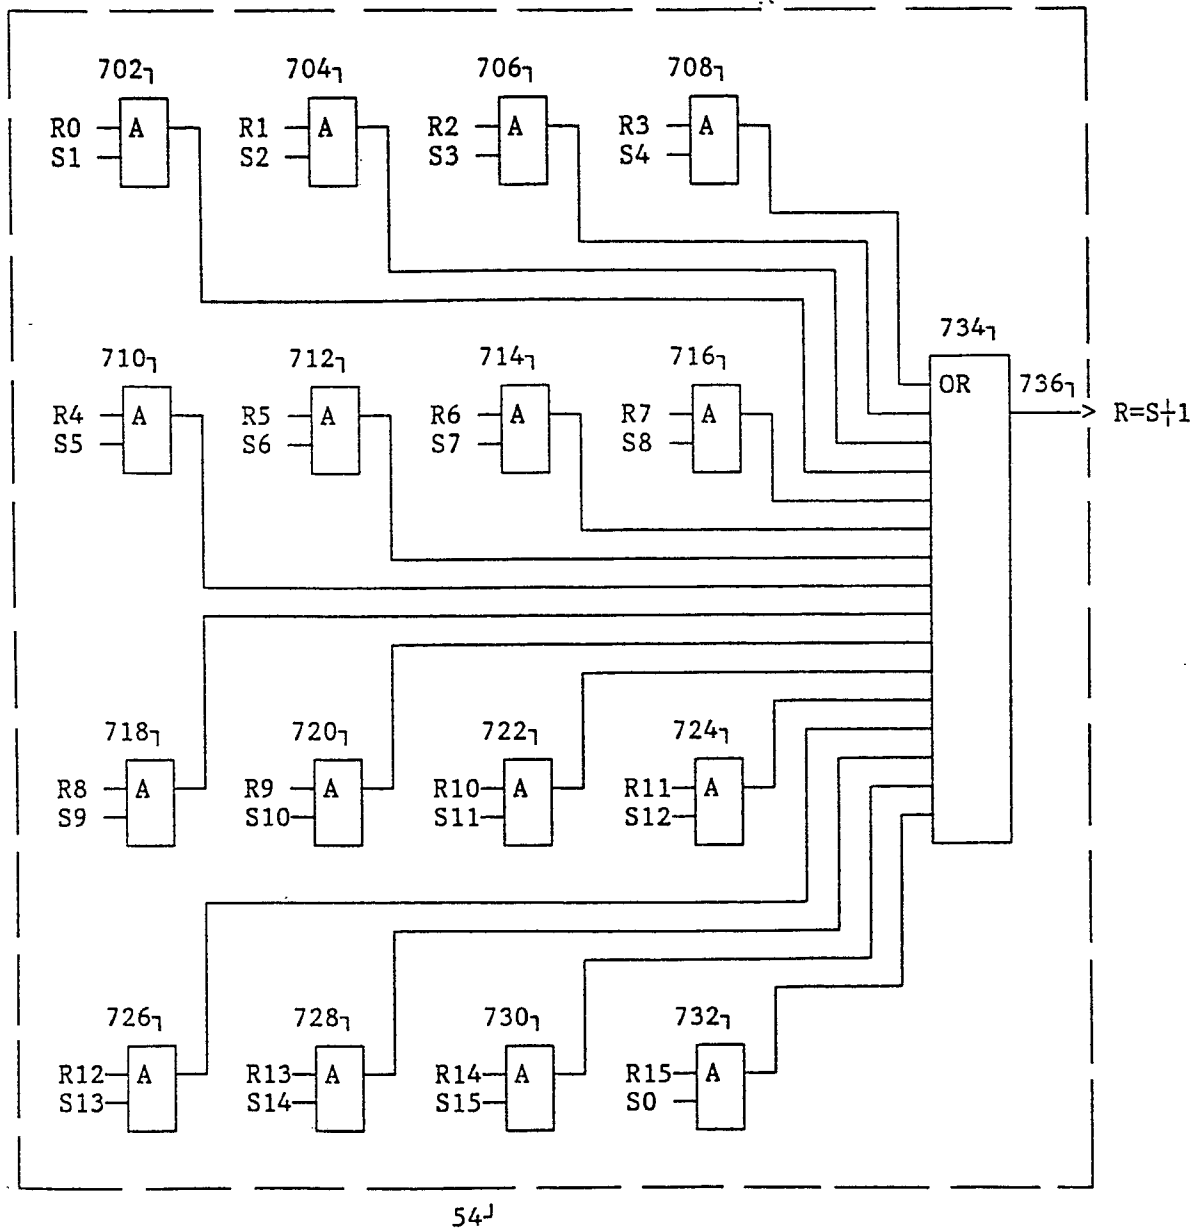 702 704 706 708
R0 A R1 A R2 A R3 A
S1 S2 S3 S4
734
710 712 714 716
OR 736
R4 A R5 A R6 A R7 A R=S+1
S5 S6 S7 S8
718 720 722 724
R8 A R9 A R10 A R11 A
S9 S10 S11 S12
726 728 730 732
R12 A R13 A R14 A R15 A
S13 S14 S15 S0
54